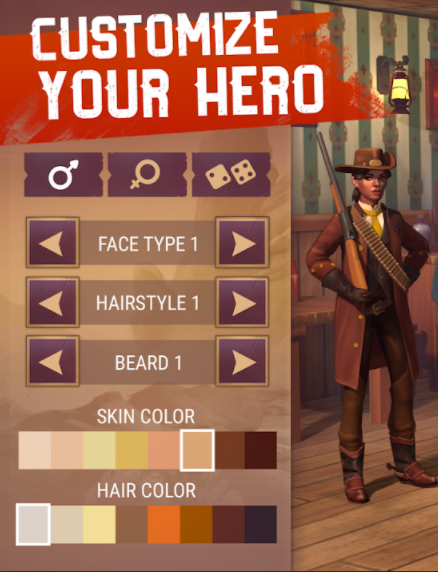 CUSTOMIZE
YOUR HERO
FACE TYPE 1
HAIRSTYLE 1
BEARD 1
SKIN COLOR
HAIR COLOR